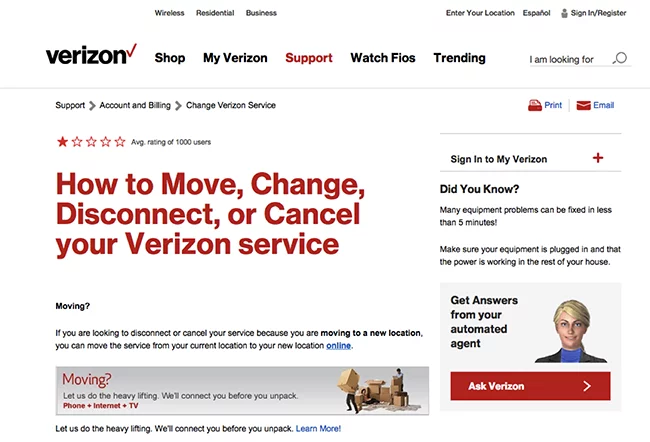 Wireless Residential Business
Enter Your Location Español Sign In/Register
verizon
Shop My Verizon Support Watch Fios Trending
I am looking for
Support Account and Billing Change Verizon Service
Print Email
Avg. rating of 1000 users
How to Move, Change,
Disconnect, or Cancel
your Verizon service
Moving?
If you are looking to disconnect or cancel your service because you are moving to a new location,
you can move the service from your current location to your new location online.
Moving?
Let us do the heavy lifting. We'll connect you before you unpack.
Phone + Internet + TV
Let us do the heavy lifting. We'll connect you before you unpack. Learn More!
Sign In to My Verizon +
Did You Know?
Many equipment problems can be fixed in less
than 5 minutes!
Make sure your equipment is plugged in and that
the power is working in the rest of your house.
Get Answers
from your
automated
agent
Ask Verizon